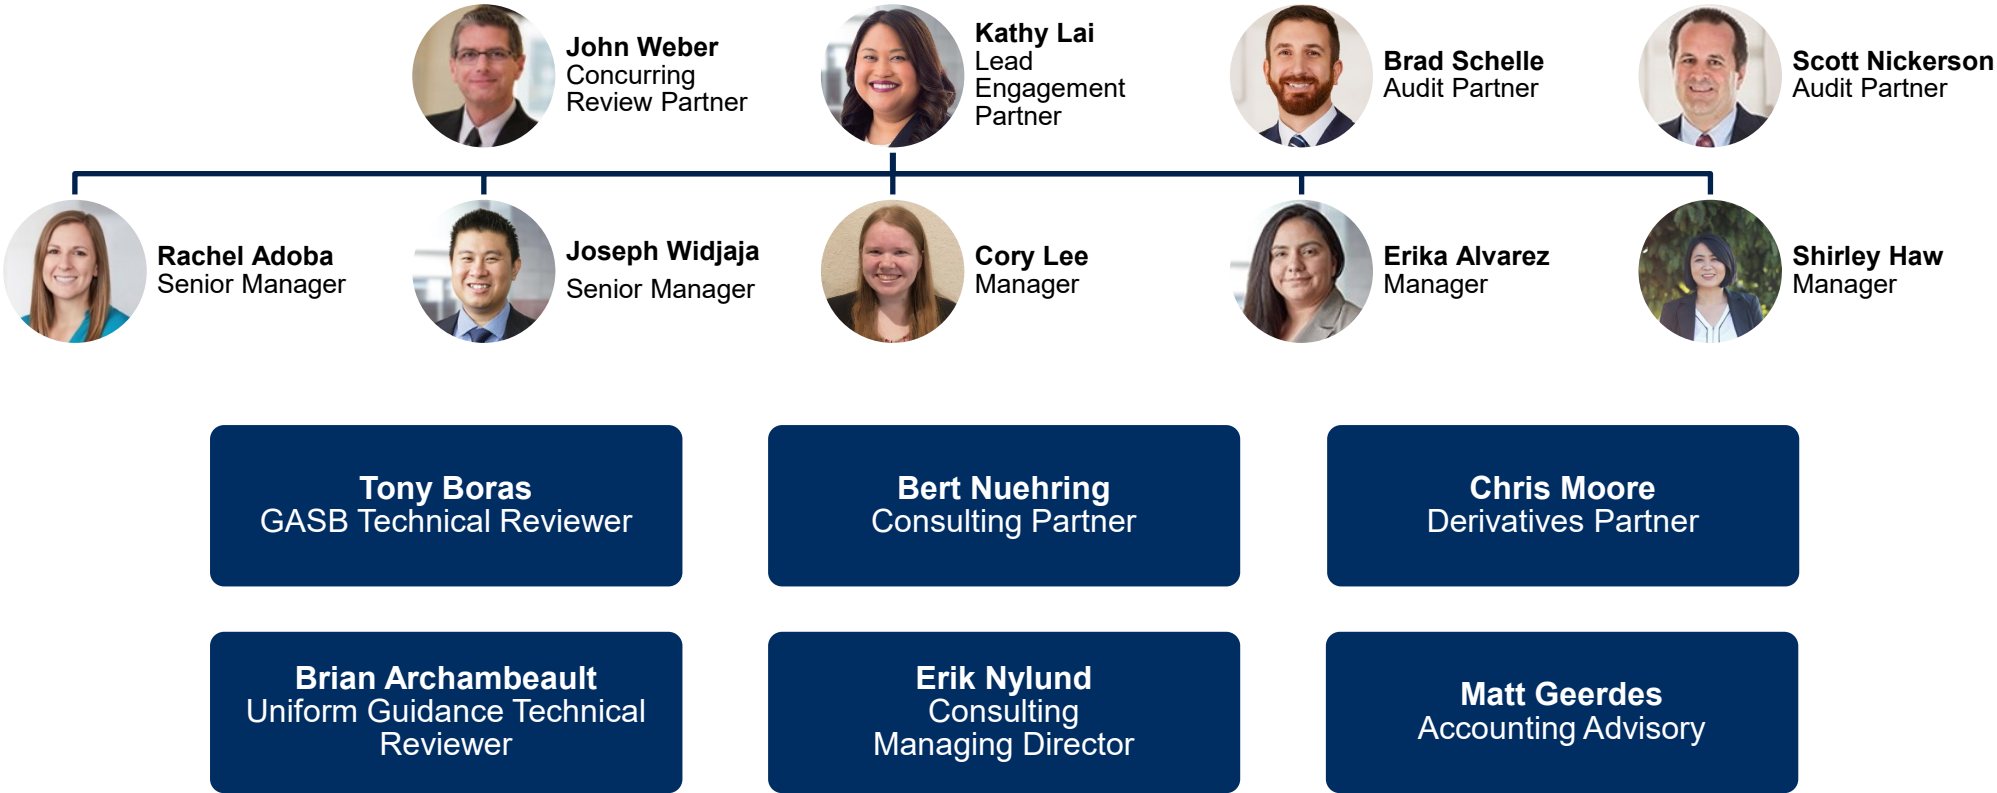 John Weber
Concurring
Review Partner
Kathy Lai
Lead
Engagement
Partner
Brad Schelle
Audit Partner
Scott Nickerson
Audit Partner
Rachel Adoba
Senior Manager
Joseph Widjaja
Senior Manager
Cory Lee
Manager
Erika Alvarez
Manager
Shirley Haw
Manager
Tony Boras
GASB Technical Reviewer
Bert Nuehring
Consulting Partner
Chris Moore
Derivatives Partner
Brian Archambeault
Uniform Guidance Technical
Reviewer
Erik Nylund
Consulting
Managing Director
Matt Geerdes
Accounting Advisory